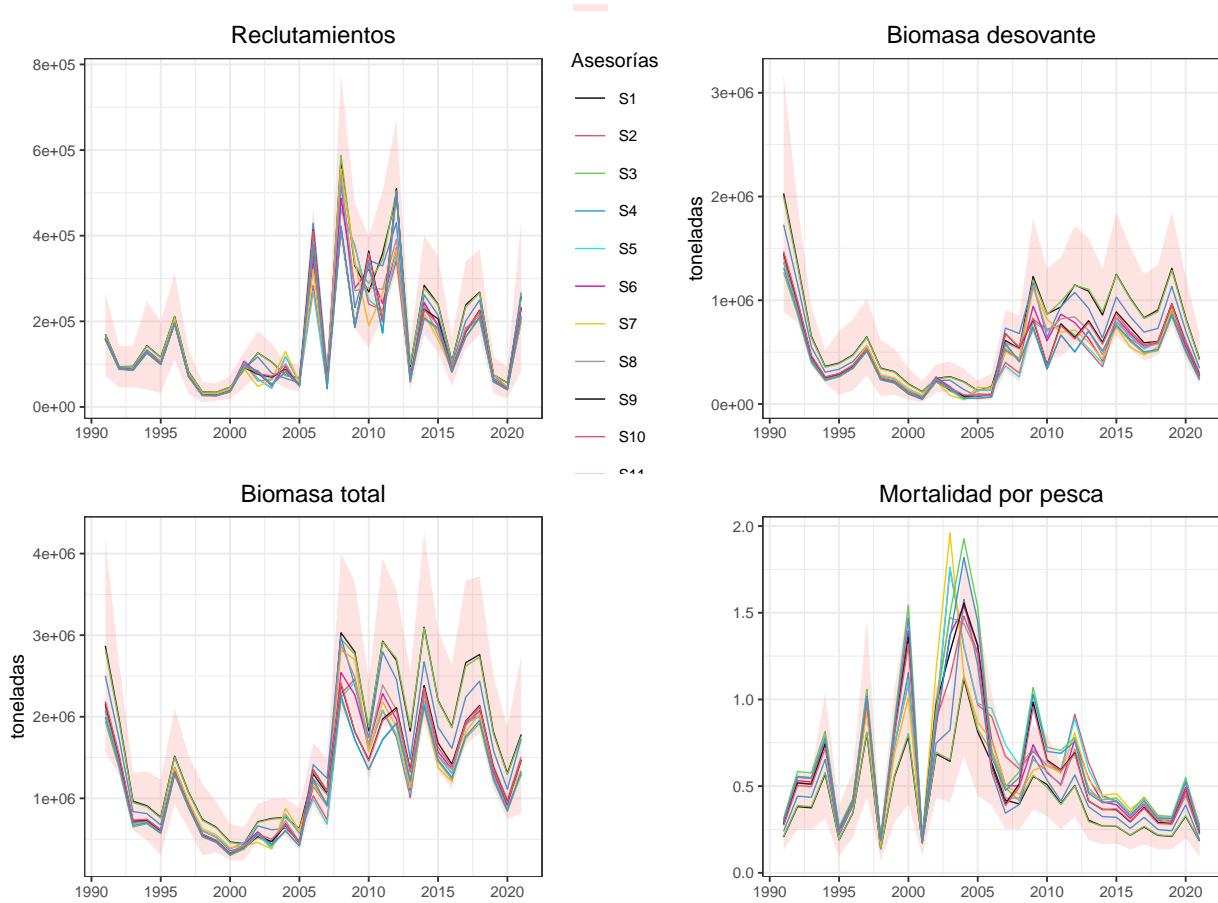 Reclutamientos
8e+05
6e+05
4e+05
2e+05
0e+00
1990 1995 2000 2005 2010 2015 2020
Asesorías
S1
S2
S3
S4
S5
S6
S7
S8
S9
S10
S11
Biomasa desovante
toneladas
3e+06
2e+06
1e+06
0e+00
1990 1995 2000 2005 2010 2015 2020
Biomasa total
toneladas
4e+06
3e+06
2e+06
1e+06
1990 1995 2000 2005 2010 2015 2020
Mortalidad por pesca
2.0
1.5
1.0
0.5
0.0
1990 1995 2000 2005 2010 2015 2020